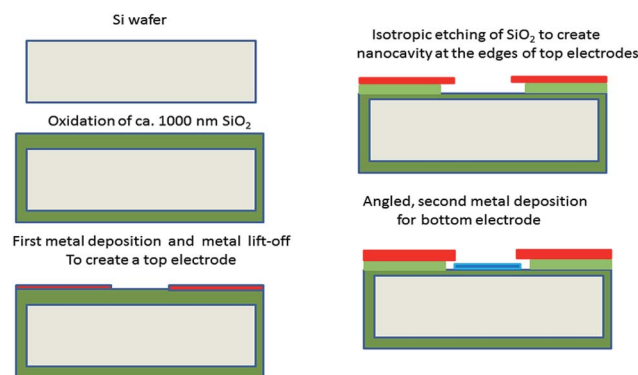 Si wafer
Oxidation of ca. 1000 nm SiO₂
First metal deposition and metal lift-off
To create a top electrode
Isotropic etching of SiO₂ to create
nanocavity at the edges of top electrodes
Angled, second metal deposition
for bottom electrode